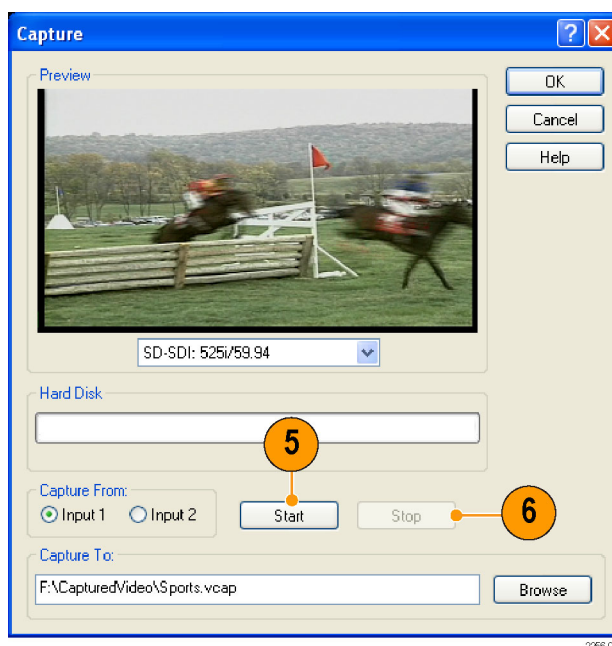 Capture
Preview
OK
Cancel
Help
SD-SDI: 525i/59.94
Hard Disk
5
Capture From:
Input 1 Input 2 Start Stop
6
Capture To:
F:\CapturedVideo\Sports.vcap Browse